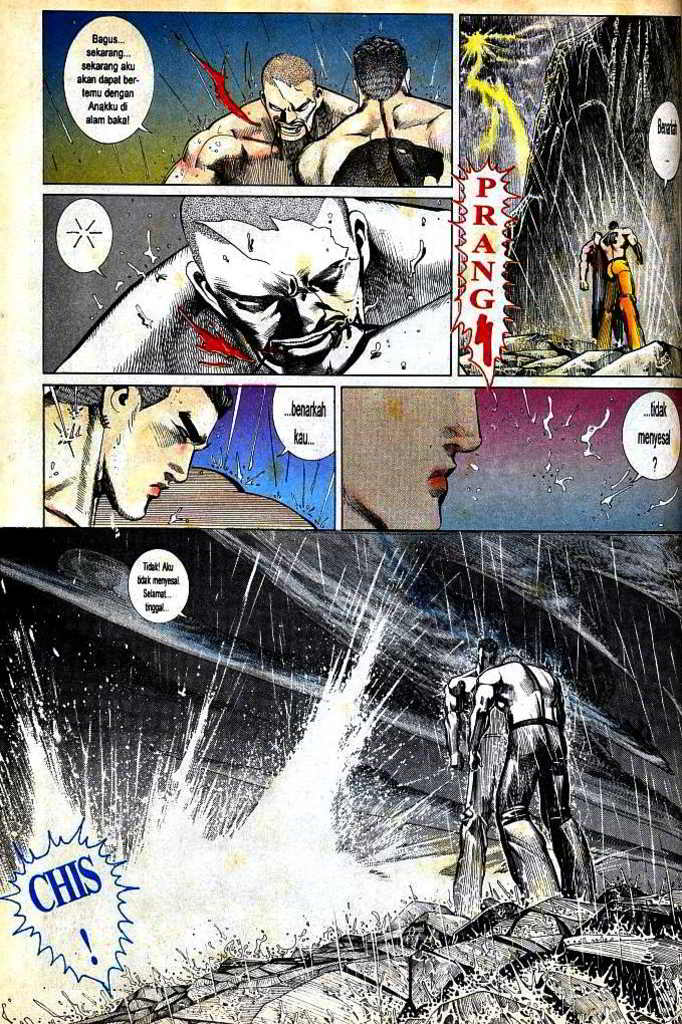 Bagus...
sekarang...
sekarang aku
akan dapat ber-
temu dengan
Anakku di
alam baka!
Benarkah
...
PRANG
...benarkah
kau...
...tidak
menyesal
?
Tidak! Aku
tidak menyesal.
Selamat...
tinggal...
CHIS
!